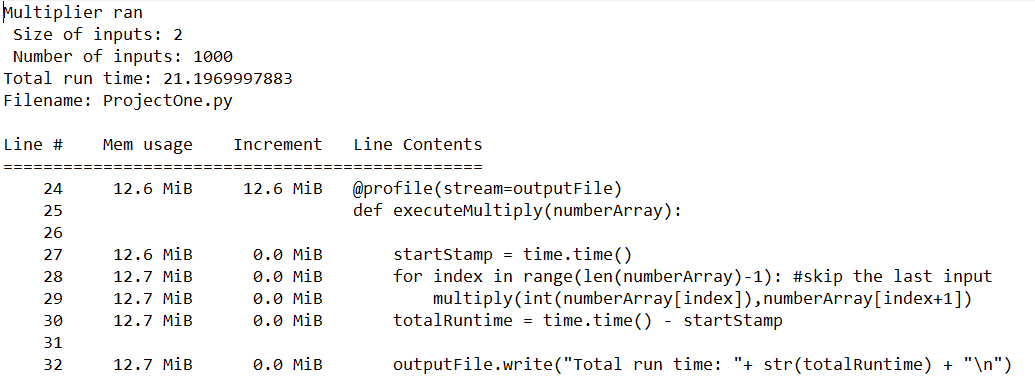 Multiplier ran
 Size of inputs: 2
 Number of inputs: 1000
Total run time: 21.1969997883
Filename: ProjectOne.py

Line #    Mem usage    Increment   Line Contents
================================================
    24     12.6 MiB     12.6 MiB   @profile(stream=outputFile)
    25                             def executeMultiply(numberArray):
    26
    27     12.6 MiB      0.0 MiB       startStamp = time.time()
    28     12.7 MiB      0.0 MiB       for index in range(len(numberArray)-1): #skip the last input
    29     12.7 MiB      0.0 MiB           multiply(int(numberArray[index]),numberArray[index+1])
    30     12.7 MiB      0.0 MiB       totalRuntime = time.time() - startStamp
    31
    32     12.7 MiB      0.0 MiB       outputFile.write("Total run time: "+ str(totalRuntime) + "\n")